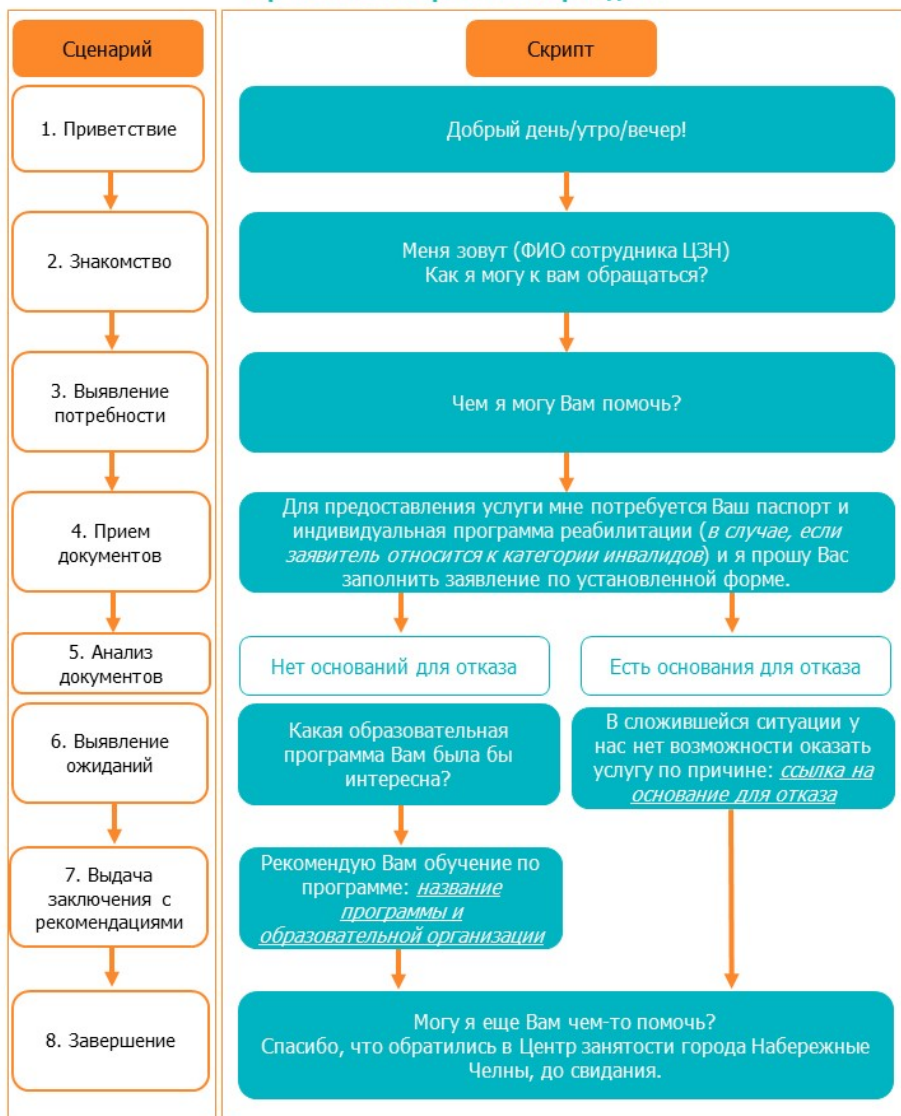 Сценарий
Скрипт
1. Приветствие
Добрый день/утро/вечер!
2. Знакомство
Меня зовут (ФИО сотрудника ЦЗН)
Как я могу к вам обращаться?
3. Выявление
потребности
Чем я могу Вам помочь?
4. Прием
документов
Для предоставления услуги мне потребуется Ваш паспорт и
индивидуальная программа реабилитации (в случае, если
заявитель относится к категории инвалидов) и я прошу Вас
заполнить заявление по установленной форме.
5. Анализ
документов
Нет оснований для отказа
Есть основания для отказа
6. Выявление
ожиданий
Какая образовательная
программа Вам была бы
интересна?
В сложившейся ситуации у
нас нет возможности оказать
услугу по причине: ссылка на
основание для отказа
7. Выдача
заключения с
рекомендациями
Рекомендую Вам обучение по
программе: название
программы и
образовательной организации
8. Завершение
Могу я еще Вам чем-то помочь?
Спасибо, что обратились в Центр занятости города Набережные
Челны, до свидания.